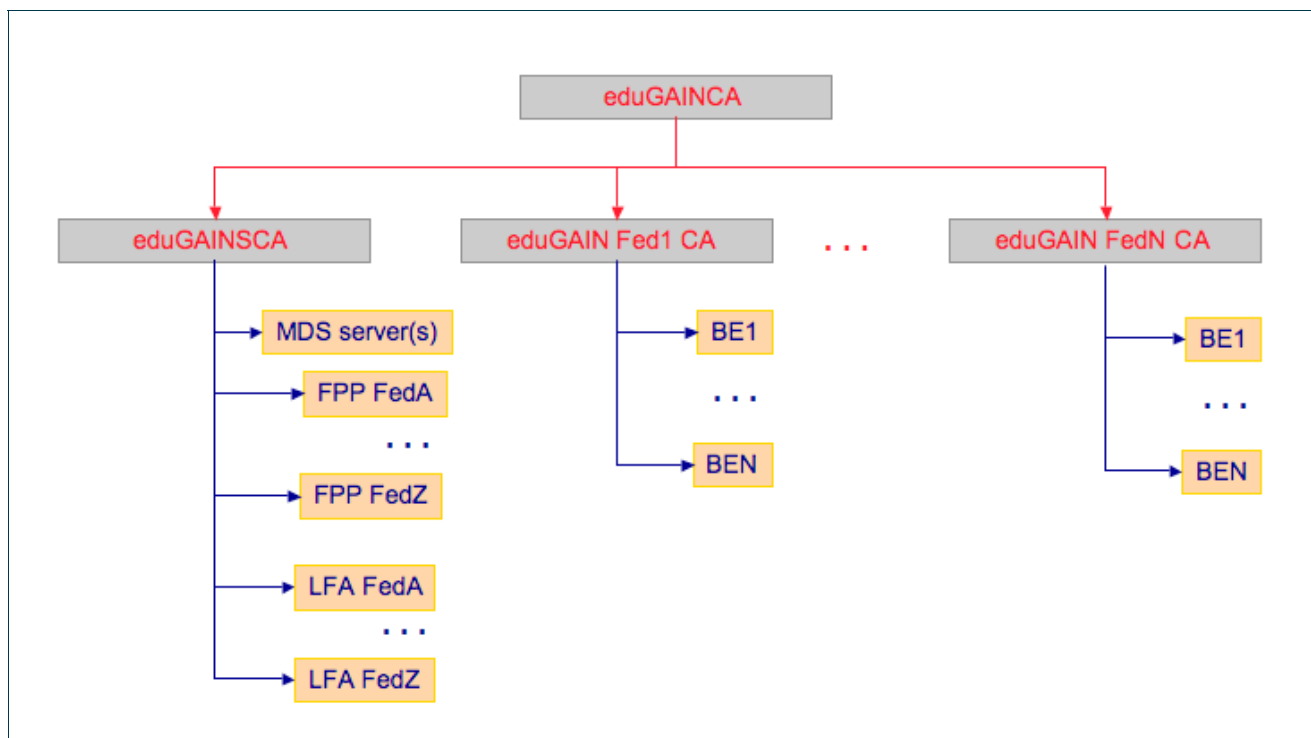 eduGAINCA
eduGAINSCA
eduGAIN Fed1 CA
...
eduGAIN FedN CA
MDS server(s)
FPP FedA
...
FPP FedZ
LFA FedA
...
LFA FedZ
BE1
...
BEN
BE1
...
BEN